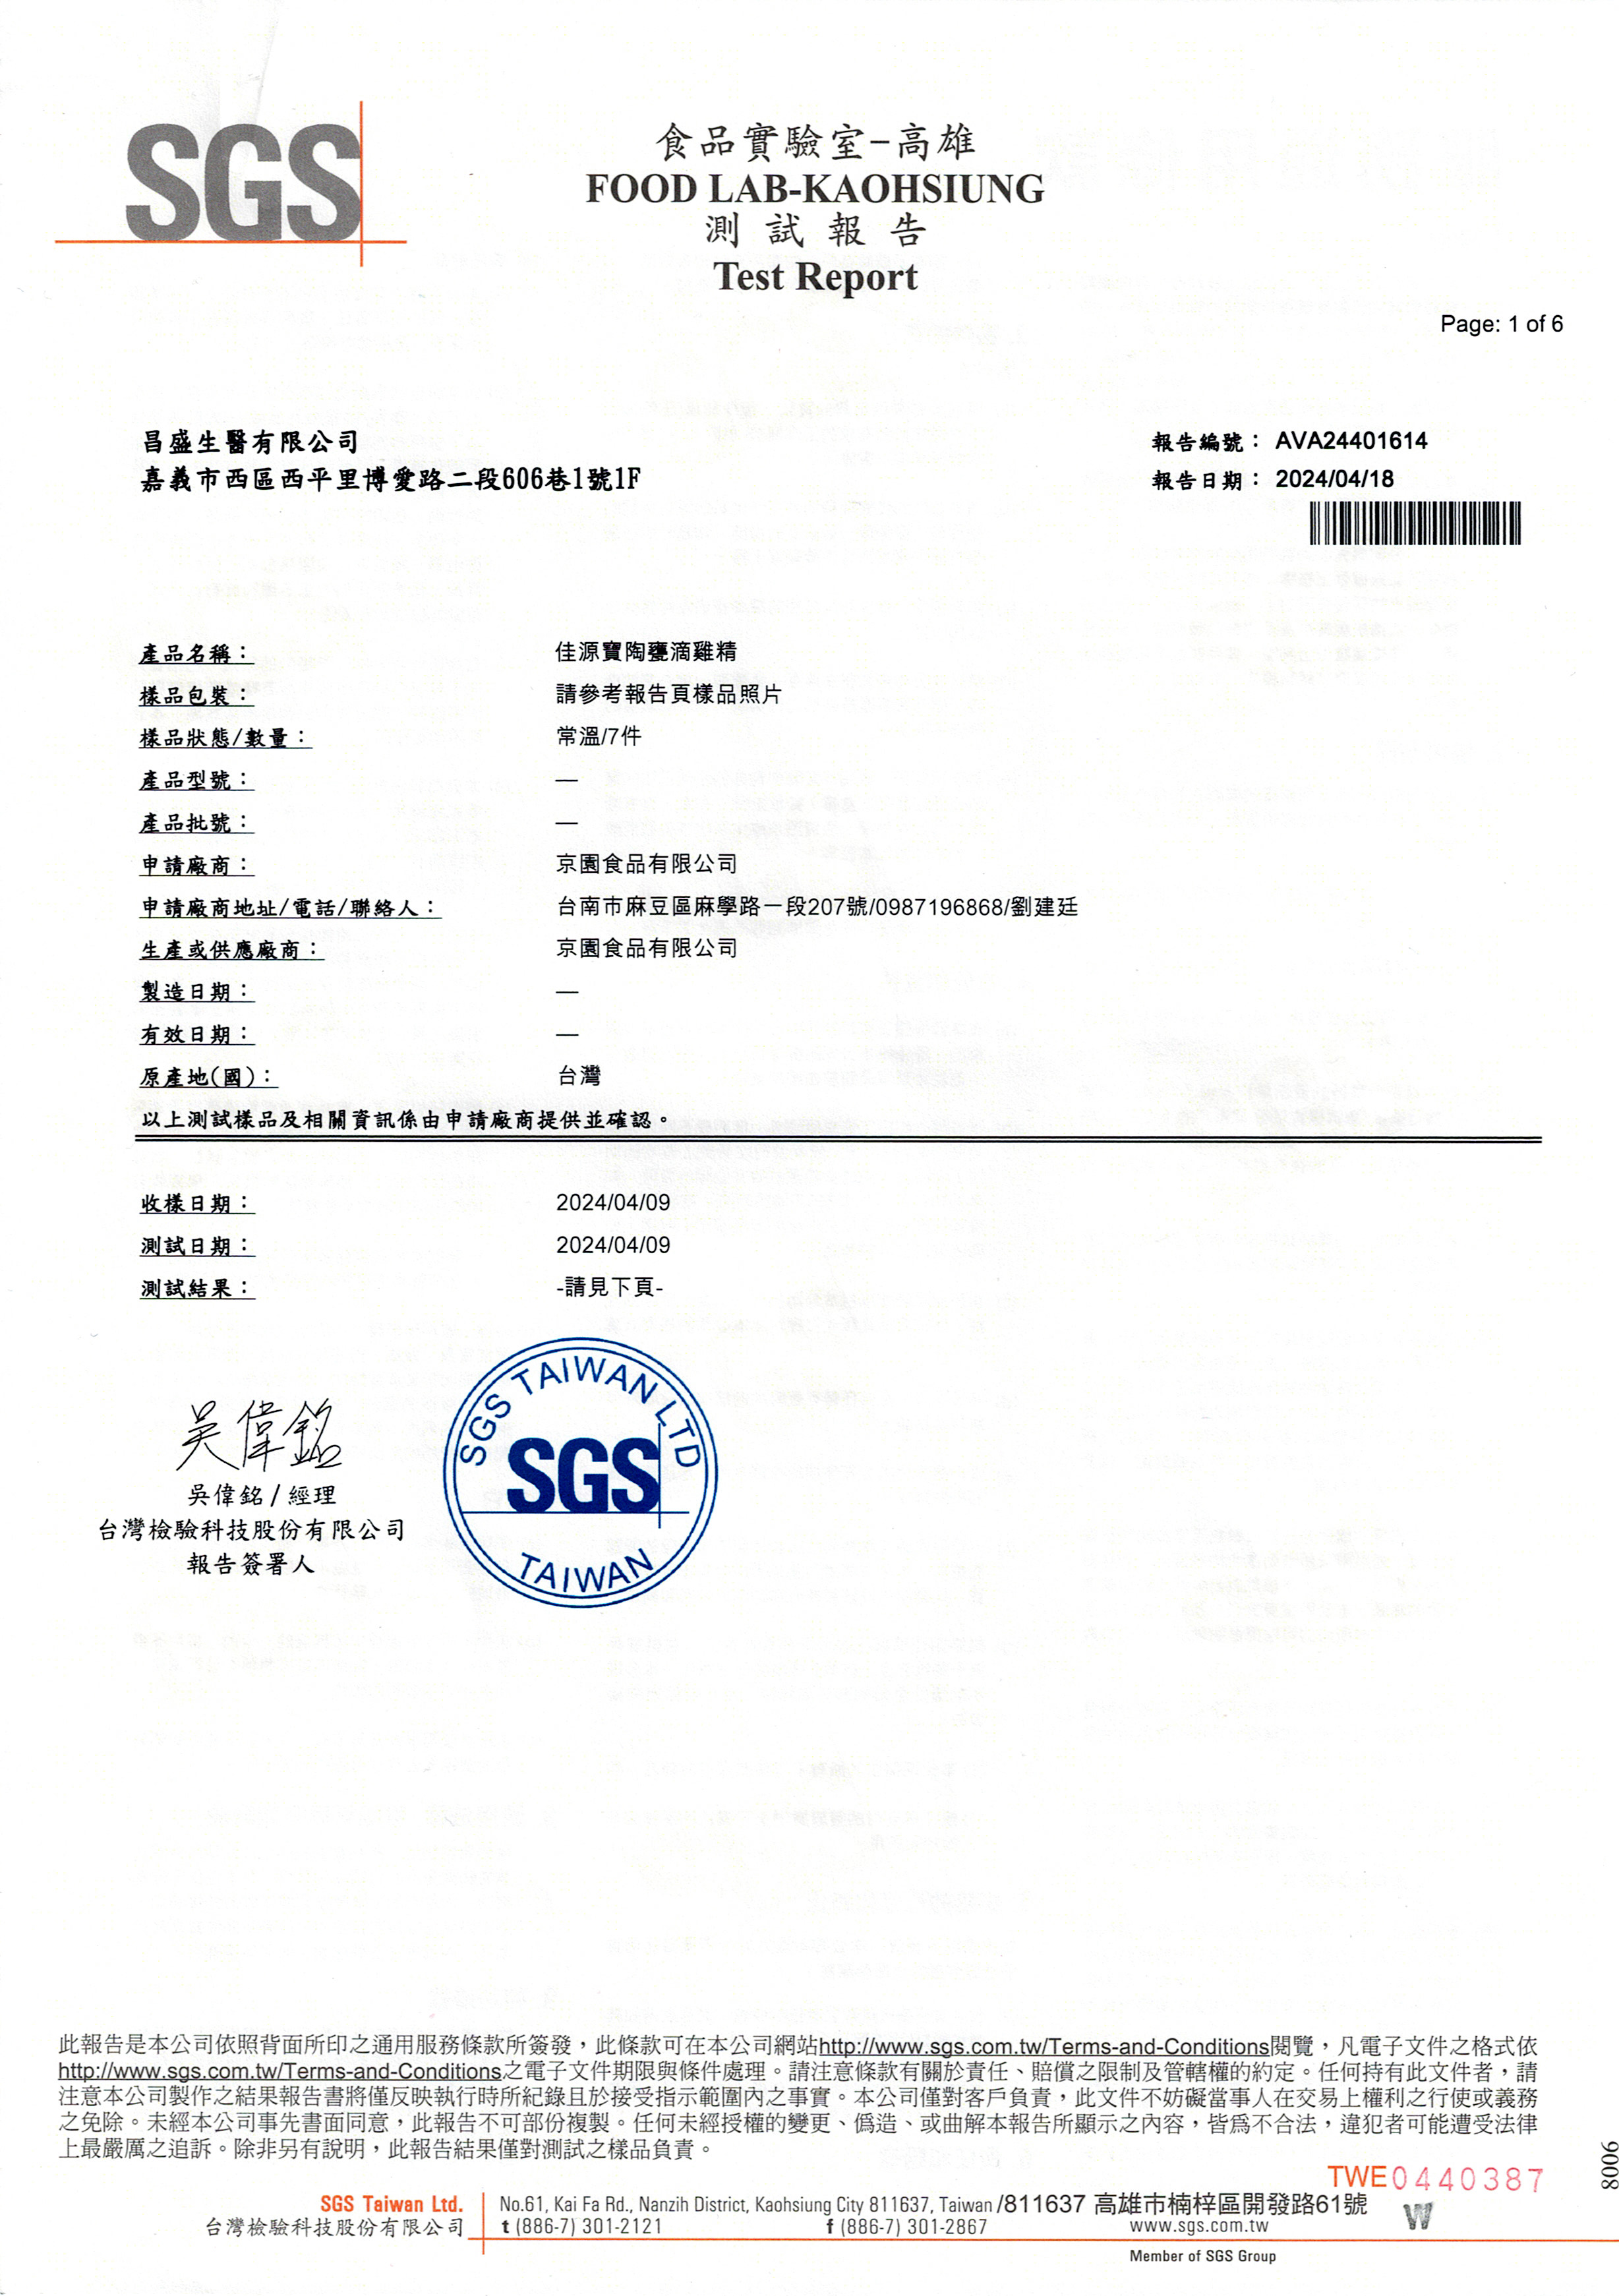 SGS
食品實驗室-高雄
FOOD LAB-KAOHSIUNG
測 試 報 告
Test Report
Page: 1 of 6
昌盛生醫有限公司
嘉義市西區西平里博愛路二段606巷1號1F
報告編號： AVA24401614
報告日期： 2024/04/18
產品名稱： 佳源寶陶甕滴雞精
樣品包裝： 請參考報告頁樣品照片
樣品狀態/數量： 常溫/7件
產品型號： —
產品批號： —
申請廠商： 京園食品有限公司
申請廠商地址/電話/聯絡人： 台南市麻豆區麻學路一段207號/0987196868/劉建廷
生產或供應廠商： 京園食品有限公司
製造日期： —
有效日期： —
原產地(國)： 台灣
以上測試樣品及相關資訊係由申請廠商提供並確認。
收樣日期： 2024/04/09
測試日期： 2024/04/09
測試結果： -請見下頁-
吳偉銘
吳偉銘/經理
台灣檢驗科技股份有限公司
報告簽署人
SGS TAIWAN LTD
SGS
TAIWAN
此報告是本公司依照背面所印之通用服務條款所簽發，此條款可在本公司網站http://www.sgs.com.tw/Terms-and-Conditions閱覽，凡電子文件之格式依
http://www.sgs.com.tw/Terms-and-Conditions之電子文件期限與條件處理。請注意條款有關於責任、賠償之限制及管轄權的約定。任何持有此文件者，請
注意本公司製作之結果報告書將僅反映執行時所紀錄且於接受指示範圍內之事實。本公司僅對客戶負責，此文件不妨礙當事人在交易上權利之行使或義務
之免除。未經本公司事先書面同意，此報告不可部份複製。任何未經授權的變更、偽造、或曲解本報告所顯示之內容，皆為不合法，違犯者可能遭受法律
上最嚴厲之追訴。除非另有說明，此報告結果僅對測試之樣品負責。
TWE0440387
9008
SGS Taiwan Ltd.
台灣檢驗科技股份有限公司
No.61, Kai Fa Rd., Nanzih District, Kaohsiung City 811637, Taiwan /811637 高雄市楠梓區開發路61號
t (886-7) 301-2121 f (886-7) 301-2867 www.sgs.com.tw
W
Member of SGS Group